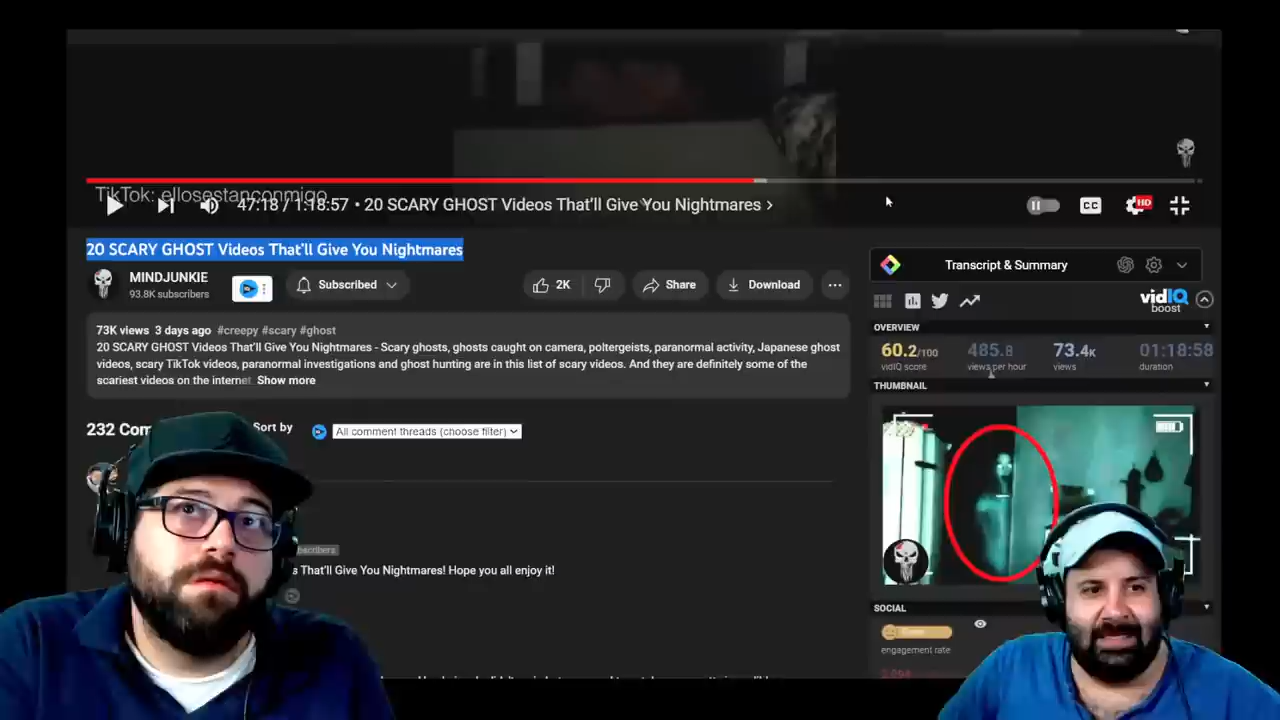 TikTok: ellosestanconmigo
47:18 / 1:18:57 • 20 SCARY GHOST Videos That'll Give You Nightmares >
CC
HD
20 SCARY GHOST Videos That'll Give You Nightmares
MINDJUNKIE
93.8K subscribers
Subscribed
2K
Share
Download
73K views 3 days ago #creepy #scary #ghost
20 SCARY GHOST Videos That'll Give You Nightmares - Scary ghosts, ghosts caught on camera, poltergeists, paranormal activity, Japanese ghost
videos, scary TikTok videos, paranormal investigations and ghost hunting are in this list of scary videos. And they are definitely some of the
scariest videos on the internet. Show more
232 Com
Sort by
All comment threads (choose filter)
s That'll Give You Nightmares! Hope you all enjoy it!
Transcript & Summary
vidIQ
boost
OVERVIEW
60.2/100
vidIQ score
485.8
views per hour
73.4K
views
01:18:58
duration
THUMBNAIL
SOCIAL
engagement rate